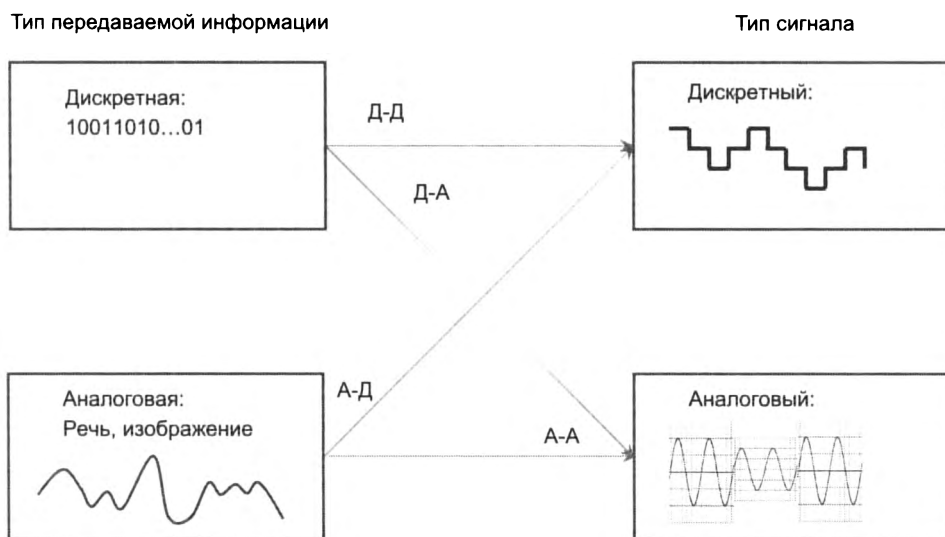 Тип передаваемой информации
Тип сигнала
Дискретная:
10011010...01
Д-Д
Д-А
Дискретный:
Аналоговая:
Речь, изображение
А-Д
А-А
Аналоговый: